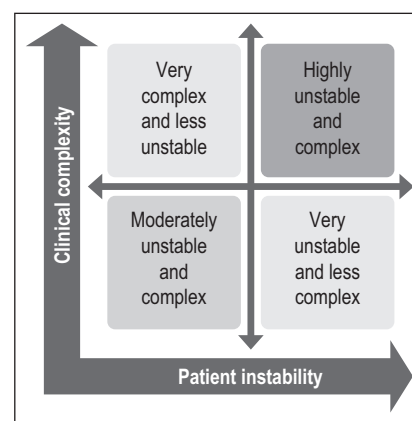 Clinical complexity
Very
complex
and less
unstable
Highly
unstable
and
complex
Moderately
unstable
and
complex
Very
unstable
and less
complex
Patient instability